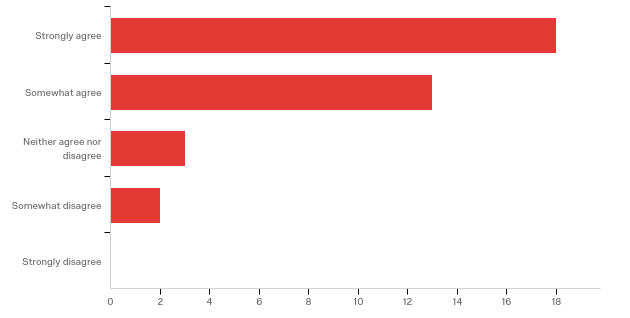 Strongly agree
Somewhat agree
Neither agree nor
disagree
Somewhat disagree
Strongly disagree
0 2 4 6 8 10 12 14 16 18